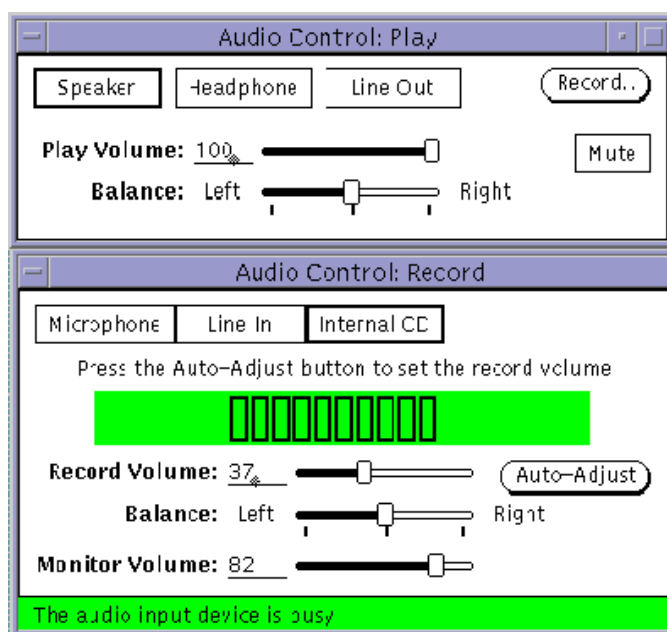 Audio Control: Play
Speaker Headphone Line Out Record..
Play Volume: 100 Mute
Balance: Left Right
Audio Control: Record
Microphone Line In Internal CD
Press the Auto-Adjust button to set the record volume
Record Volume: 37 Auto-Adjust
Balance: Left Right
Monitor Volume: 82
The audio input device is busy